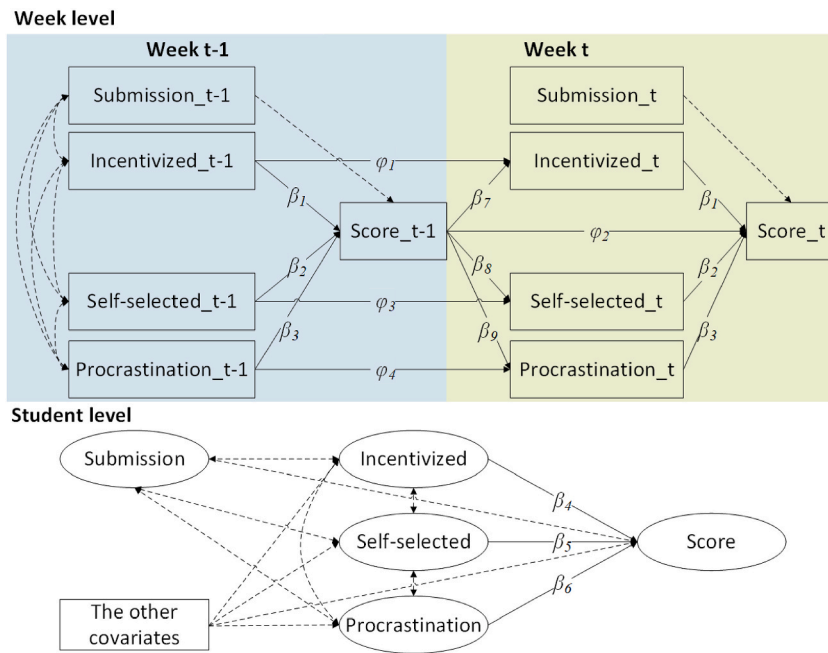 Week level
Week t-1
Week t
Submission_t-1
Submission_t
Incentivized_t-1
φ1
Incentivized_t
β1
β7
β1
Score_t-1
φ2
Score_t
β2
β8
β2
Self-selected_t-1
φ3
Self-selected_t
β3
β9
β3
Procrastination_t-1
φ4
Procrastination_t
Student level
Submission
Incentivized
β4
Self-selected
β5
Score
β6
The other
covariates
Procrastination